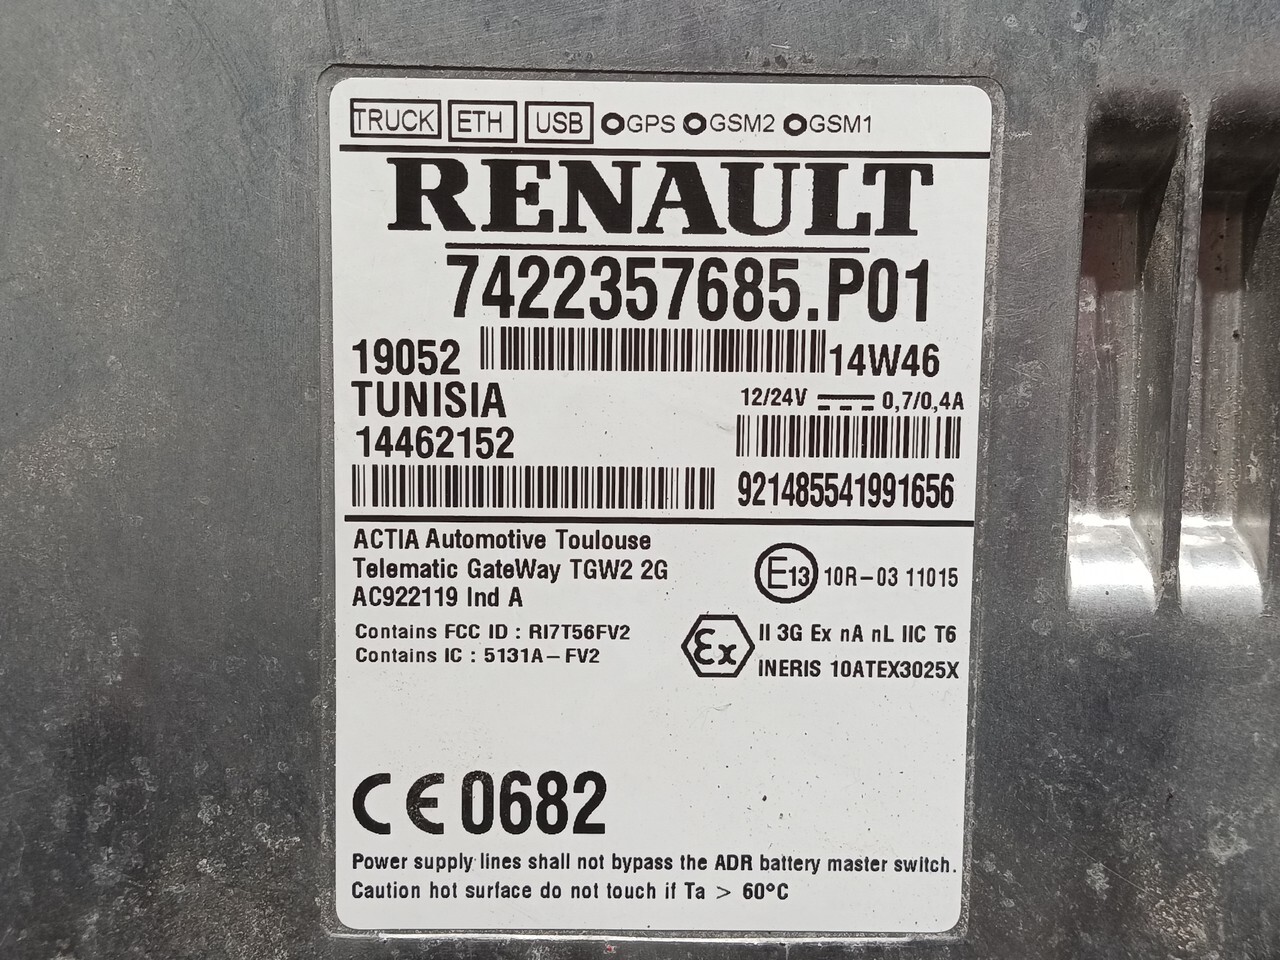 TRUCK ETH USB GPS GSM2 GSM1
RENAULT
7422357685.P01
19052 14W46
TUNISIA 12/24V 0,7/0,4A
14462152
921485541991656
ACTIA Automotive Toulouse
Telematic GateWay TGW2 2G
AC922119 Ind A
E13 10R-03 11015
Contains FCC ID : RI7T56FV2
Contains IC : 5131A-FV2
Ex II 3G Ex nA nL IIC T6
INERIS 10ATEX3025X
CE 0682
Power supply lines shall not bypass the ADR battery master switch.
Caution hot surface do not touch if Ta > 60°C